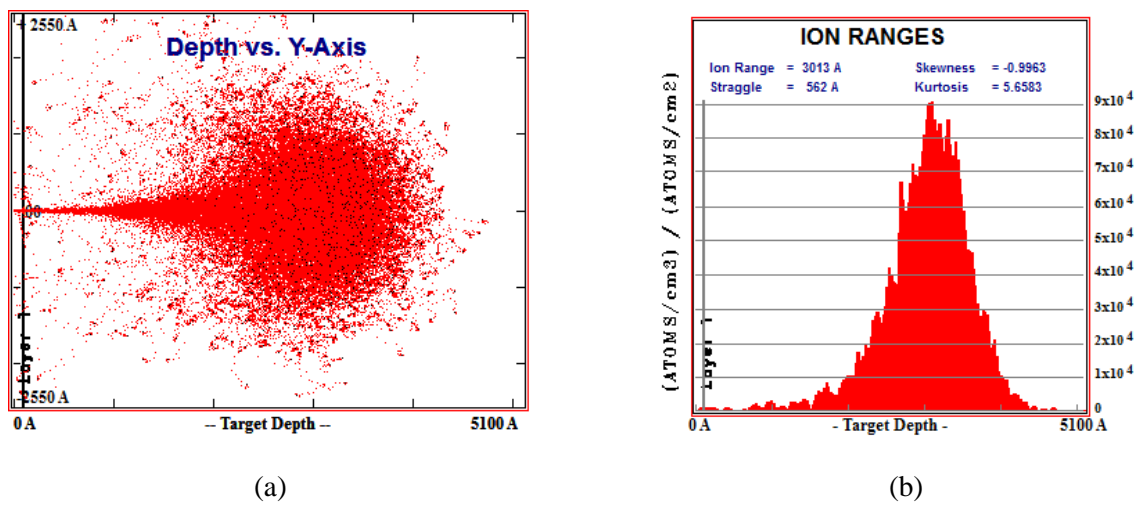 2550 A
Depth vs. Y-Axis
00
Layer 1
2550 A
0 A
-- Target Depth --
5100 A
(a)
ION RANGES
Ion Range = 3013 A Skewness = -0.9963
Straggle = 562 A Kurtosis = 5.6583
(ATOMS/cm3) / (ATOMS/cm2)
9x10⁴
8x10⁴
7x10⁴
6x10⁴
5x10⁴
4x10⁴
3x10⁴
2x10⁴
1x10⁴
0
Layer 1
0 A
- Target Depth -
5100 A
(b)